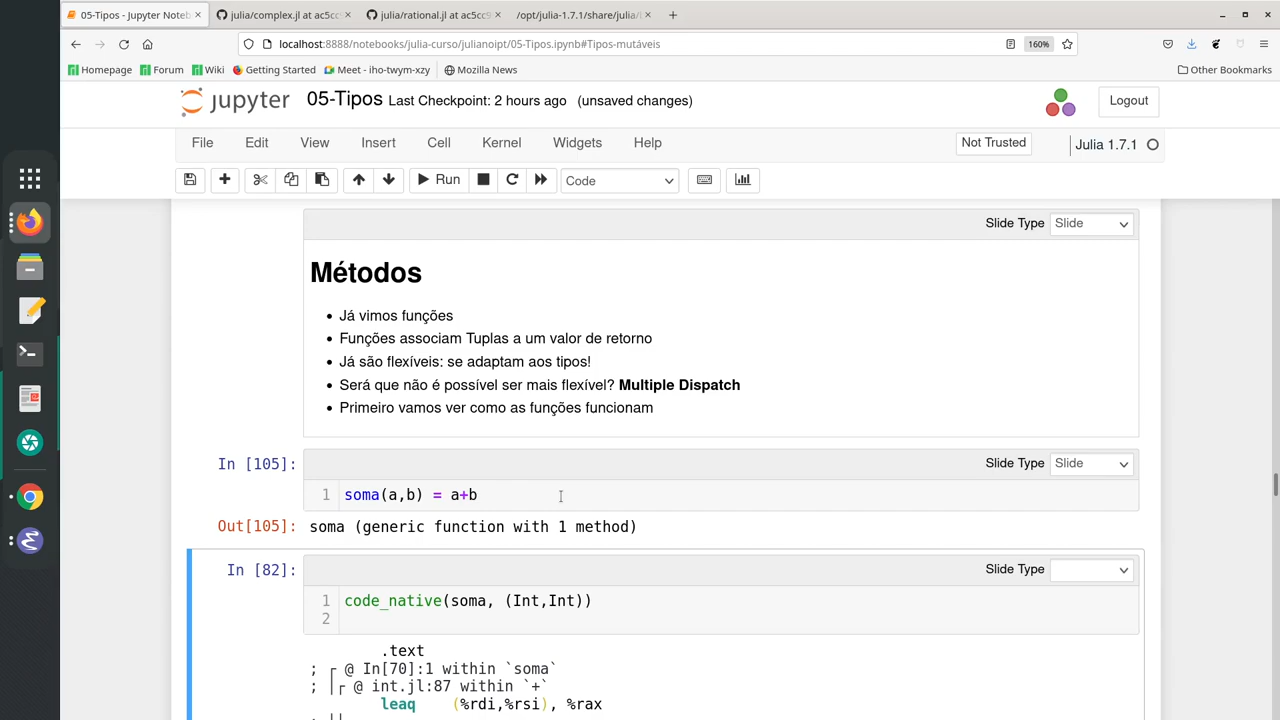 05-Tipos - Jupyter Noteb
julia/complex.jl at ac5cc
julia/rational.jl at ac5cc9
/opt/julia-1.7.1/share/julia/
localhost:8888/notebooks/julia-curso/julianoipt/05-Tipos.ipynb#Tipos-mutáveis
160%
Homepage
Forum
Wiki
Getting Started
Meet - iho-twym-xzy
Mozilla News
Other Bookmarks
jupyter
05-Tipos Last Checkpoint: 2 hours ago (unsaved changes)
Logout
File Edit View Insert Cell Kernel Widgets Help
Not Trusted
Julia 1.7.1
Run
Code
Slide Type Slide
Métodos
• Já vimos funções
• Funções associam Tuplas a um valor de retorno
• Já são flexíveis: se adaptam aos tipos!
• Será que não é possível ser mais flexível? Multiple Dispatch
• Primeiro vamos ver como as funções funcionam
In [105]:
Slide Type Slide
1 soma(a,b) = a+b
Out[105]: soma (generic function with 1 method)
In [82]:
Slide Type
1 code_native(soma, (Int,Int))
2
.text
; ┌ @ In[70]:1 within `soma`
; │┌ @ int.jl:87 within `+`
leaq (%rdi,%rsi), %rax